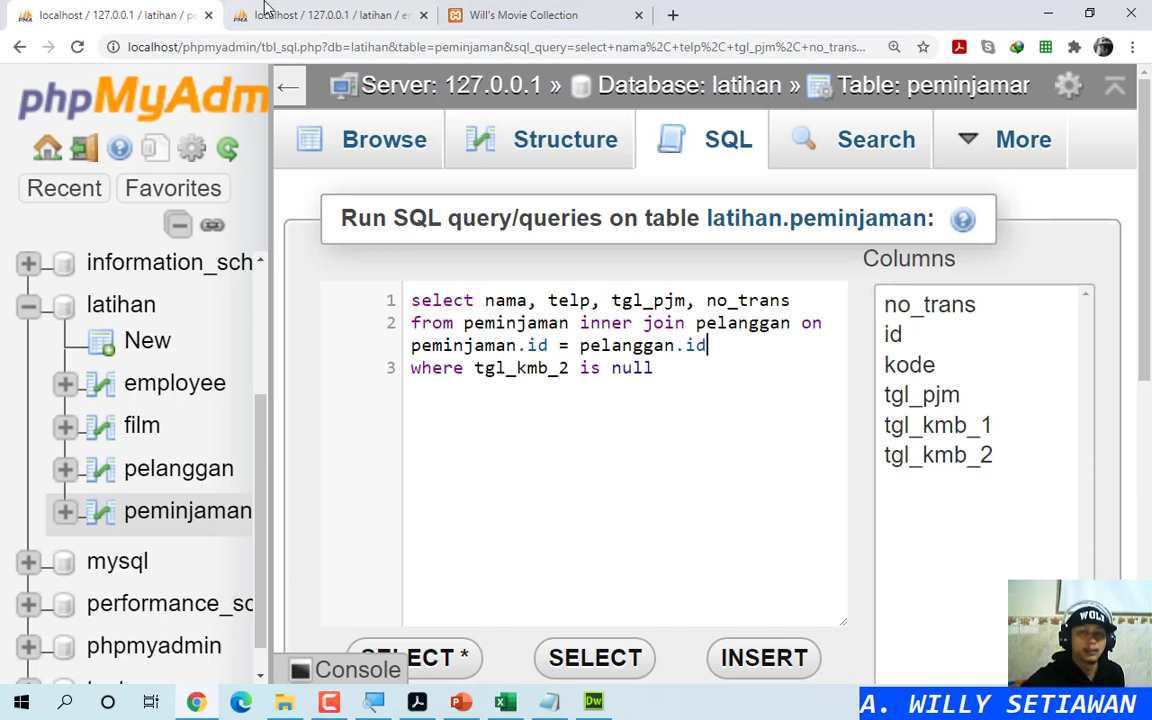 localhost / 127.0.0.1 / latihan / pe
localhost / 127.0.0.1 / latihan / en
Will's Movie Collection
localhost/phpmyadmin/tbl_sql.php?db=latihan&table=peminjaman&sql_query=select+nama%2C+telp%2C+tgl_pjm%2C+no_trans...
phpMyAdm
Server: 127.0.0.1 » Database: latihan » Table: peminjamar
Browse
Structure
SQL
Search
More
Recent
Favorites
Run SQL query/queries on table latihan.peminjaman:
information_sch
latihan
New
employee
film
pelanggan
peminjaman
mysql
performance_sc
phpmyadmin
1 select nama, telp, tgl_pjm, no_trans
2 from peminjaman inner join pelanggan on
peminjaman.id = pelanggan.id
3 where tgl_kmb_2 is null
Columns
no_trans
id
kode
tgl_pjm
tgl_kmb_1
tgl_kmb_2
SELECT *
SELECT
INSERT
Console
WOLF
A. WILLY SETIAWAN